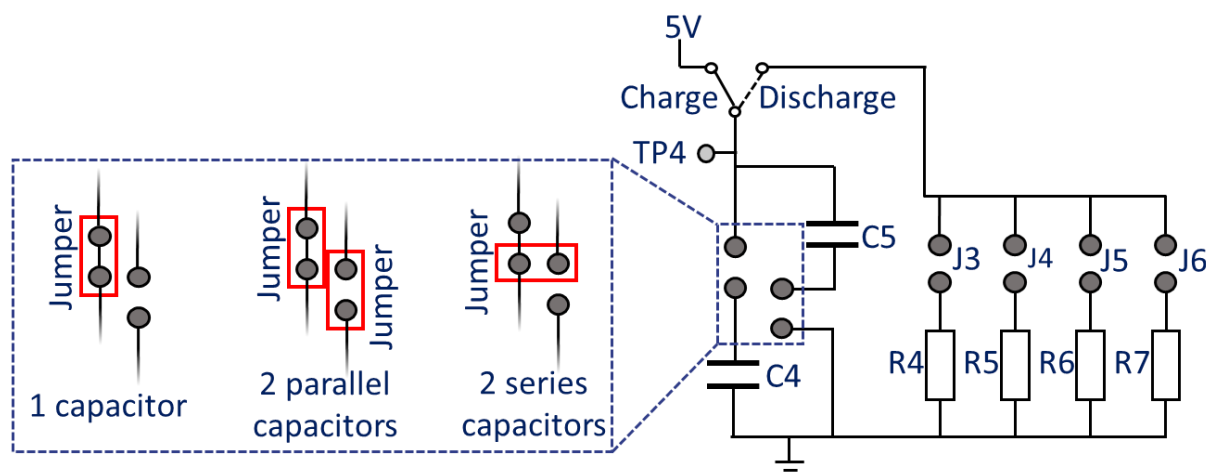 5V
Charge
Discharge
TP4
Jumper
Jumper
Jumper
Jumper
C5
J3
J4
J5
J6
R4
R5
R6
R7
C4
1 capacitor
2 parallel
capacitors
2 series
capacitors